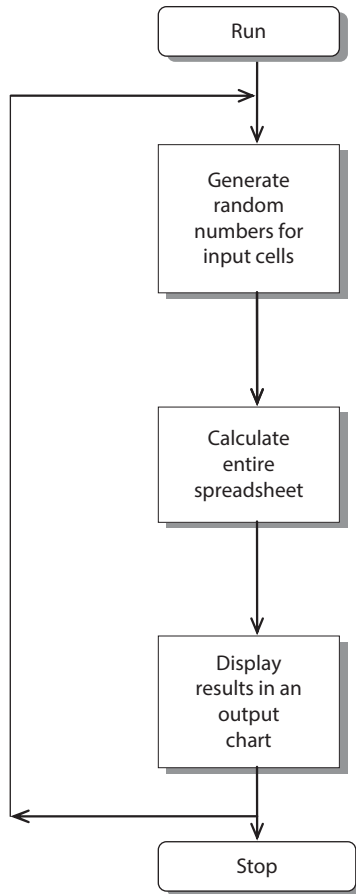 Run
Generate
random
numbers for
input cells
Calculate
entire
spreadsheet
Display
results in an
output
chart
Stop